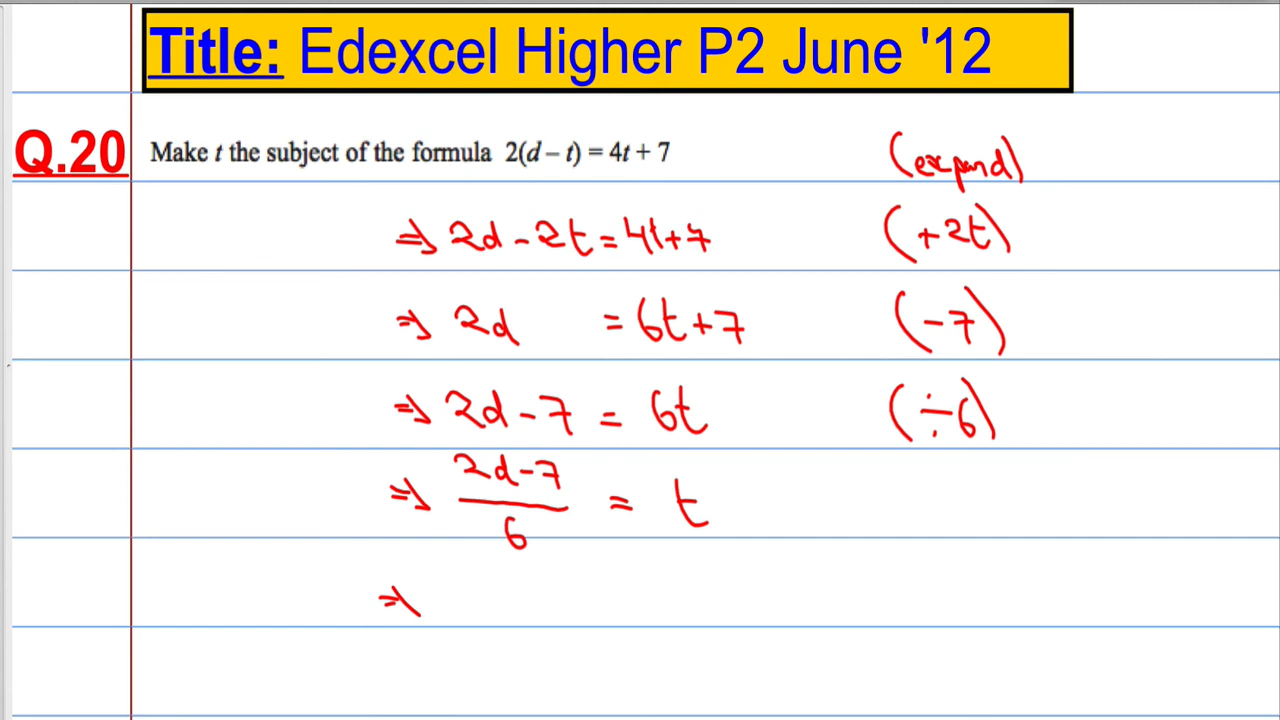 Title: Edexcel Higher P2 June '12
Q.20 Make t the subject of the formula 2(d – t) = 4t + 7 (expand)
⇒ 2d - 2t = 4t + 7 (+2t)
⇒ 2d = 6t + 7 (-7)
⇒ 2d - 7 = 6t (÷6)
⇒ (2d - 7)/6 = t
⇒